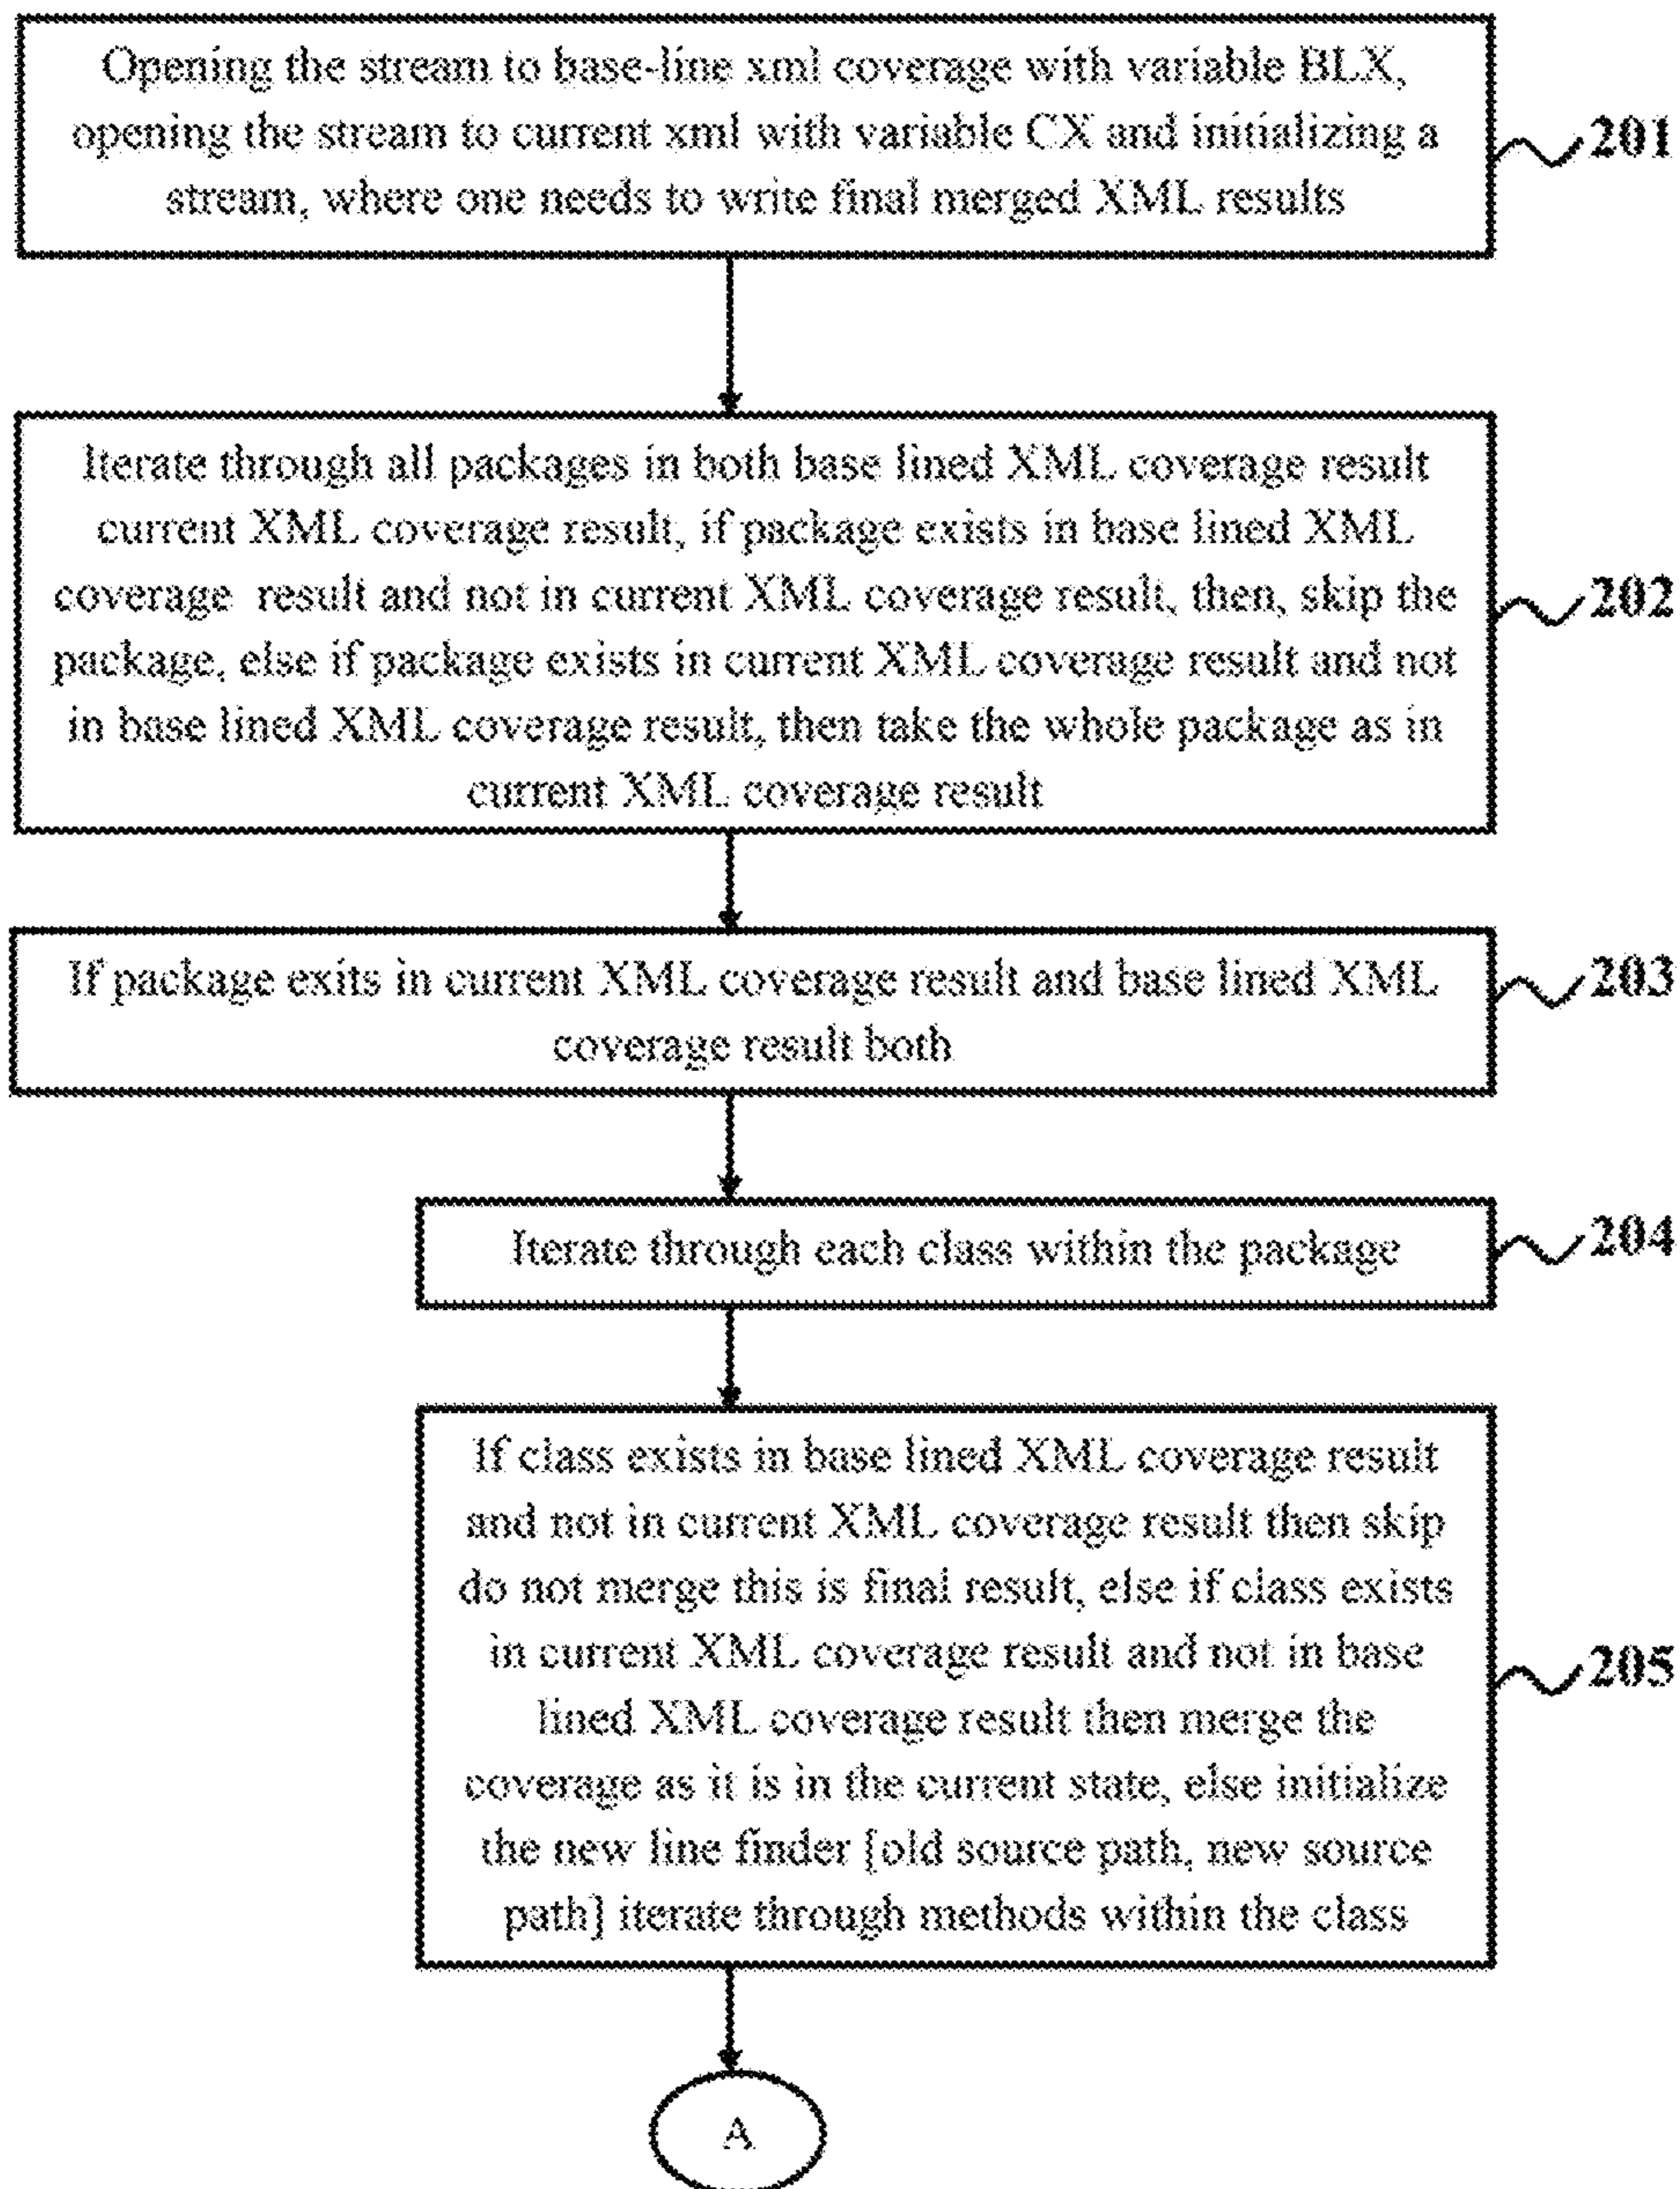 Opening the stream to base-line xml coverage with variable BLX,
opening the stream to current xml with variable CX and initializing a
stream, where one needs to write final merged XML results
201
Iterate through all packages in both base lined XML coverage result
current XML coverage result, if package exists in base lined XML
coverage result and not in current XML coverage result, then, skip the
package, else if package exists in current XML coverage result and not
in base lined XML coverage result, then take the whole package as in
current XML coverage result
202
If package exits in current XML coverage result and base lined XML
coverage result both
203
Iterate through each class within the package
204
If class exists in base lined XML coverage result
and not in current XML coverage result then skip
do not merge this is final result, else if class exists
in current XML coverage result and not in base
lined XML coverage result then merge the
coverage as it is in the current state, else initialize
the new line finder [old source path, new source
path] iterate through methods within the class
205
A